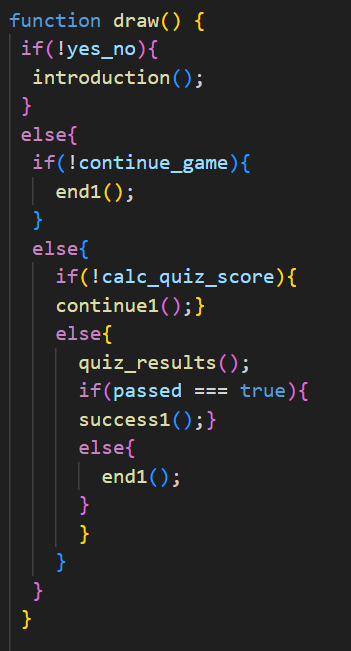 function draw() {
if(!yes_no){
introduction();
}
else{
if(!continue_game){
end1();
}
else{
if(!calc_quiz_score){
continue1();}
else{
quiz_results();
if(passed === true){
success1();}
else{
end1();
}
}
}
}
}